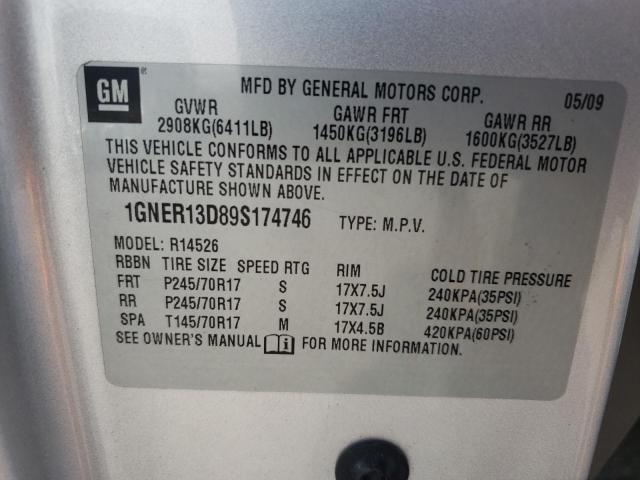 GM ® MFD BY GENERAL MOTORS CORP. 05/09
GVWR GAWR FRT GAWR RR
2908KG(6411LB) 1450KG(3196LB) 1600KG(3527LB)
THIS VEHICLE CONFORMS TO ALL APPLICABLE U.S. FEDERAL MOTOR
VEHICLE SAFETY STANDARDS IN EFFECT ON THE DATE OF
MANUFACTURE SHOWN ABOVE.
1GNER13D89S174746 TYPE: M.P.V.
MODEL: R14526
RBBN TIRE SIZE SPEED RTG RIM COLD TIRE PRESSURE
FRT P245/70R17 S 17X7.5J 240KPA(35PSI)
RR P245/70R17 S 17X7.5J 240KPA(35PSI)
SPA T145/70R17 M 17X4.5B 420KPA(60PSI)
SEE OWNER'S MANUAL i FOR MORE INFORMATION.